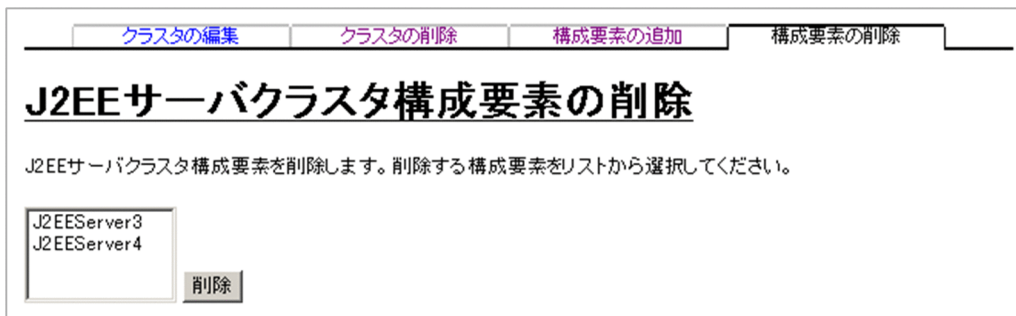 クラスタの編集 クラスタの削除 構成要素の追加 構成要素の削除
J2EEサーバクラスタ構成要素の削除
J2EEサーバクラスタ構成要素を削除します。削除する構成要素をリストから選択してください。
J2EEServer3
J2EEServer4
削除